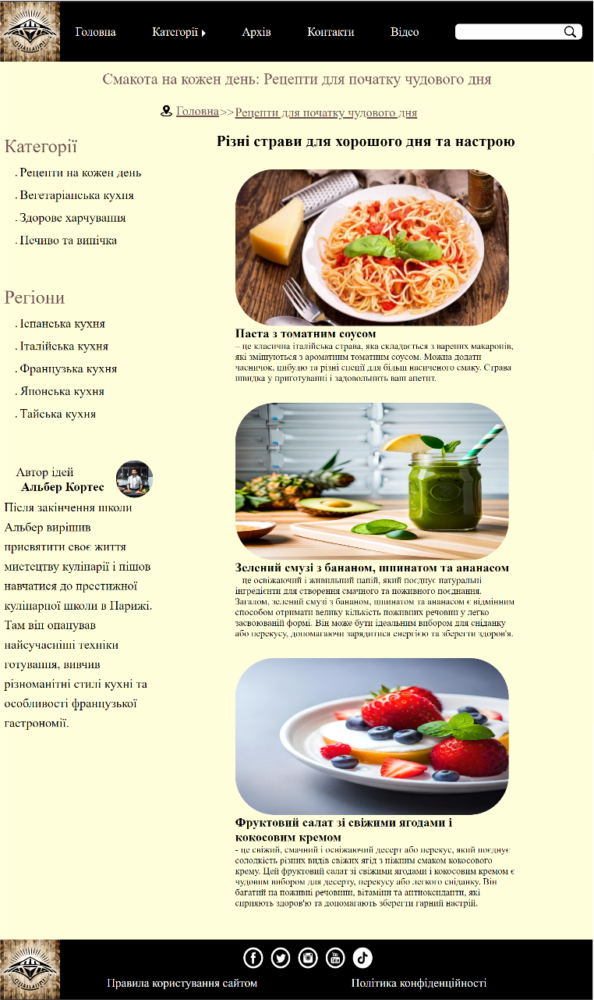 Головна
Категорії
Архів
Контакти
Відео
Смакота на кожен день: Рецепти для початку чудового дня
Головна>>Рецепти для початку чудового дня
Категорії
. Рецепти на кожен день
. Вегетаріанська кухня
. Здорове харчування
. Печиво та випічка
Регіони
. Іспанська кухня
. Італійська кухня
. Французька кухня
. Японська кухня
. Тайська кухня
Автор ідей
Альбер Кортес
Після закінчення школи
Альбер вирішив
присвятити своє життя
мистецтву кулінарії і пішов
навчатися до престижної
кулінарної школи в Парижі.
Там він опанував
найсучасніші техніки
готування, вивчив
різноманітні стилі кухні та
особливості французької
гастрономії.
Різні страви для хорошого дня та настрою
Паста з томатним соусом
– це класична італійська страва, яка складається з варених макаронів,
які змішуються з ароматним томатним соусом. Можна додати
часничок, цибулю та різні спеції для більш насиченого смаку. Страва
швидка у приготуванні і задовольнить ваш апетит.
Зелений смузі з бананом, шпинатом та ананасом
це освіжаючий і живильний напій, який поєднує натуральні
інгредієнти для створення смачного та поживного поєднання.
Загалом, зелений смузі з бананом, шпинатом та ананасом є відмінним
способом отримати велику кількість поживних речовин у легко
засвоюваній формі. Він може бути ідеальним вибором для сніданку
або перекусу, допомагаючи зарядитися енергією та зберегти здоров'я.
Фруктовий салат зі свіжими ягодами і
кокосовим кремом
- це свіжий, смачний і освіжаючий десерт або перекус, який поєднує
солодкість різних видів свіжих ягід з ніжним смаком кокосового
крему. Цей фруктовий салат зі свіжими ягодами і кокосовим кремом є
чудовим вибором для десерту, перекусу або легкого сніданку. Він
багатий на поживні речовини, вітаміни та антиоксиданти, які
сприяють здоров'ю та допомагають зберегти гарний настрій.
You
Tube
Правила користування сайтом
Політика конфіденційності